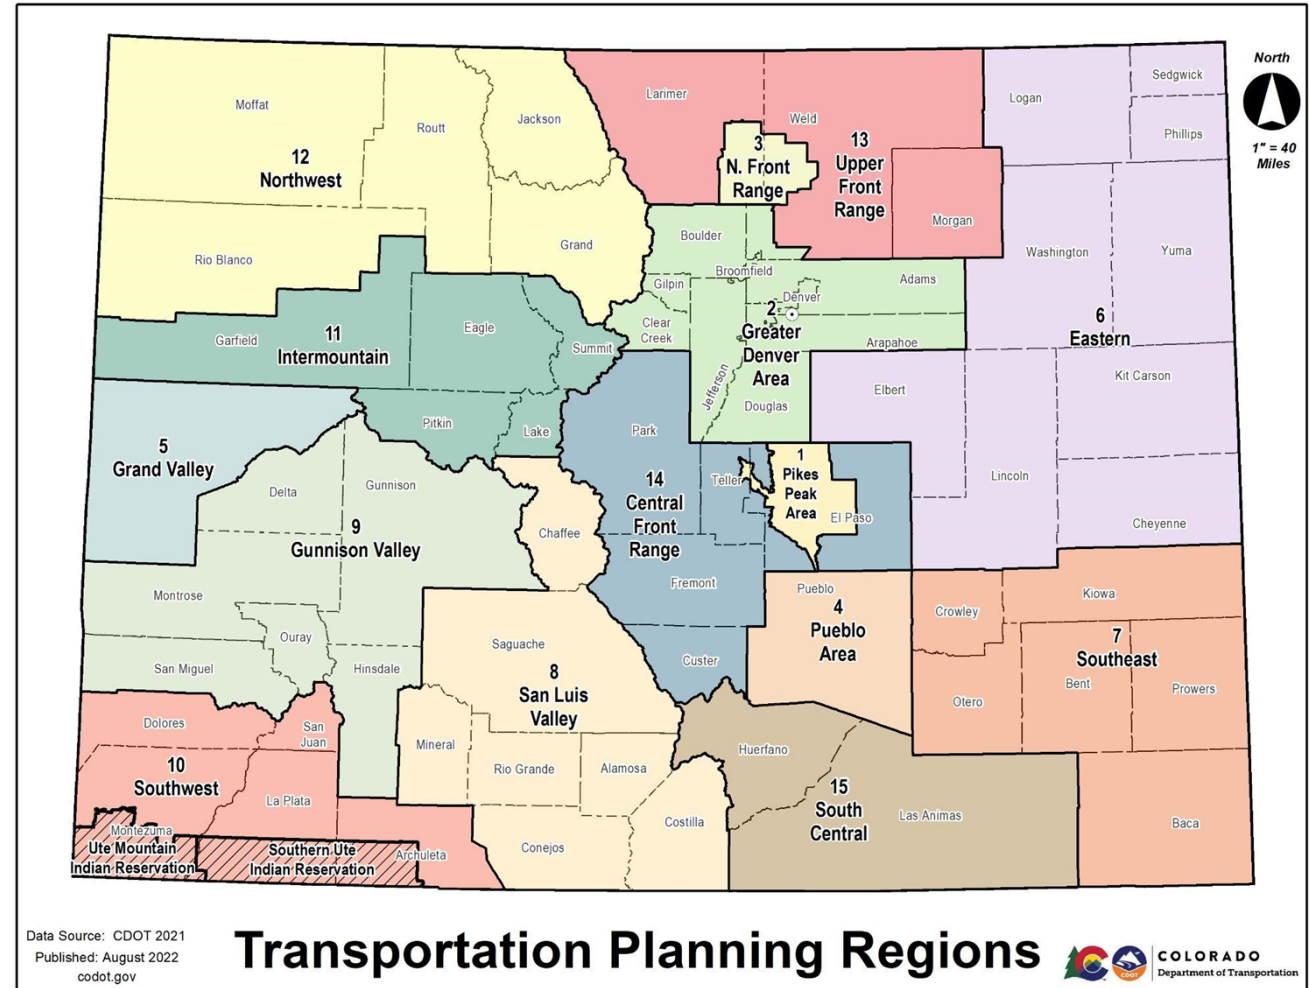 North
1" = 40
Miles
Moffat
Routt
Jackson
Larimer
Weld
Logan
Sedgwick
Phillips
12
Northwest
3
N. Front
Range
13
Upper
Front
Range
Morgan
Washington
Yuma
Rio Blanco
Grand
Boulder
Broomfield
Gilpin
Adams
Denver
Clear
Creek
2
Greater
Denver
Area
Arapahoe
6
Eastern
Garfield
11
Intermountain
Eagle
Summit
Jefferson
Douglas
Elbert
Kit Carson
Pitkin
Lake
Park
5
Grand Valley
Delta
Gunnison
9
Gunnison Valley
Chaffee
14
Central
Front
Range
Teller
1
Pikes
Peak
Area
El Paso
Lincoln
Cheyenne
Montrose
Ouray
San Miguel
Hinsdale
Saguache
Fremont
Custer
Pueblo
4
Pueblo
Area
Crowley
Kiowa
7
Southeast
Otero
Bent
Prowers
8
San Luis
Valley
Dolores
San
Juan
10
Southwest
La Plata
Mineral
Rio Grande
Alamosa
Huerfano
15
South
Central
Las Animas
Baca
Montezuma
Ute Mountain
Indian Reservation
Southern Ute
Indian Reservation
Archuleta
Conejos
Costilla
Data Source: CDOT 2021
Published: August 2022
codot.gov
Transportation Planning Regions
CDOT
COLORADO
Department of Transportation